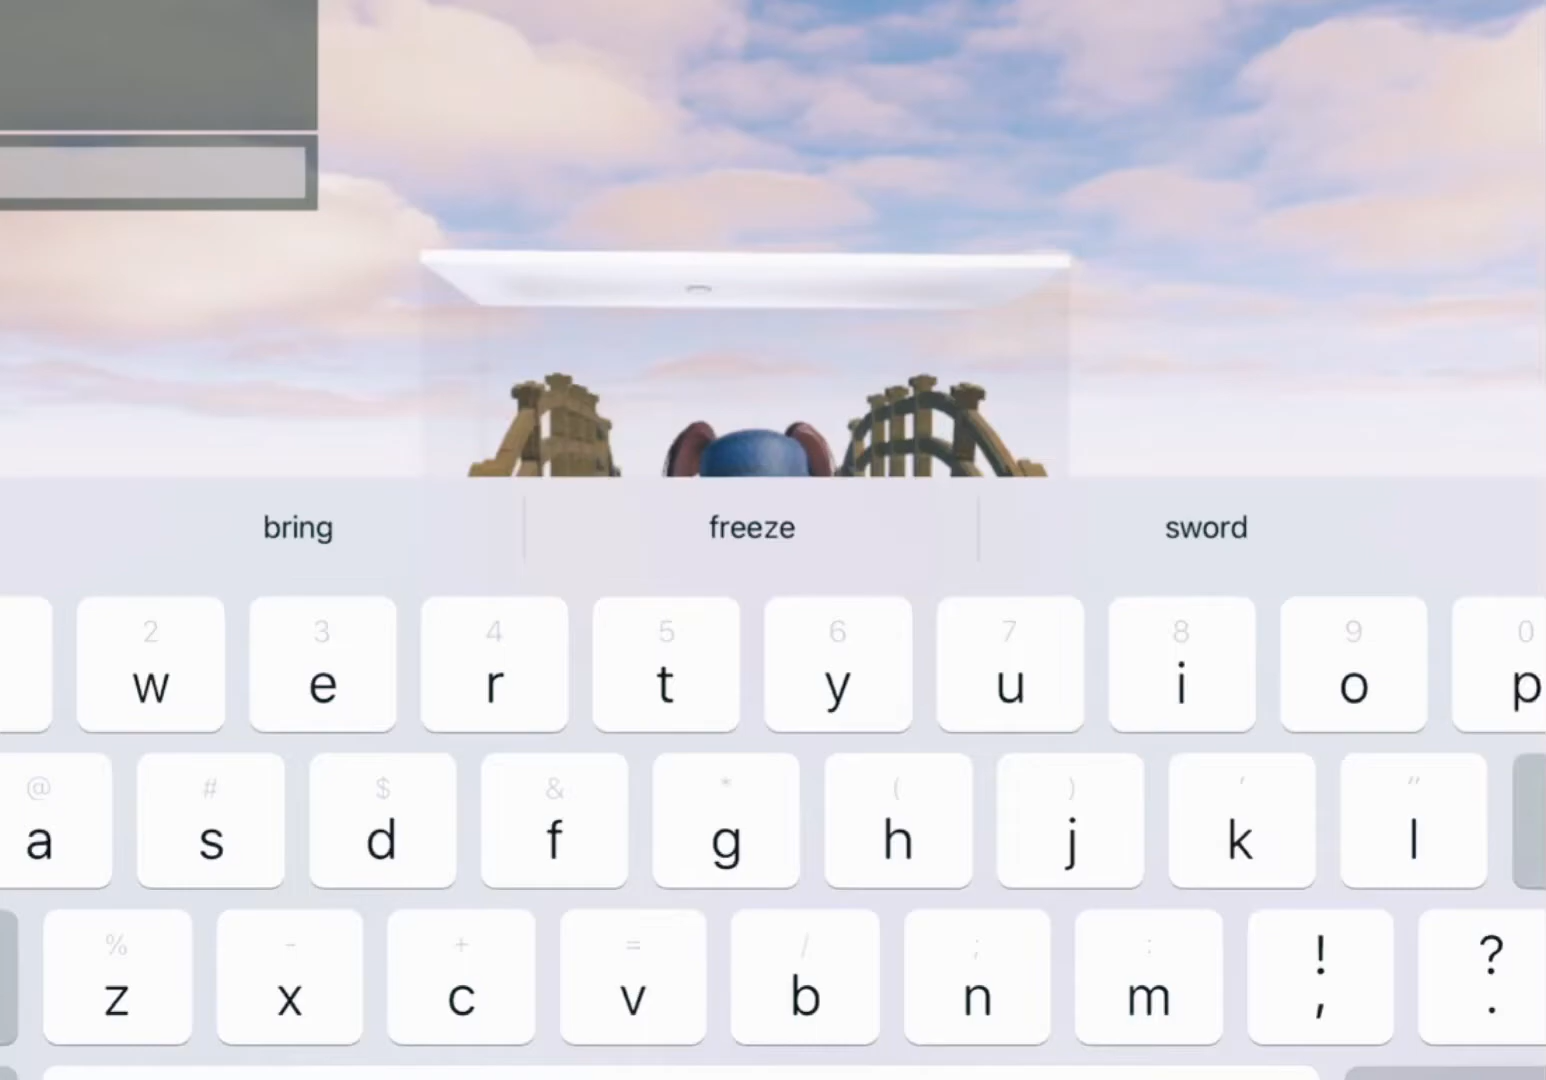 bring freeze sword
2 3 4 5 6 7 8 9 0
w e r t y u i o p
@ # $ & * ( ) ' "
a s d f g h j k l
% - + = / ; : ! ?
z x c v b n m , .